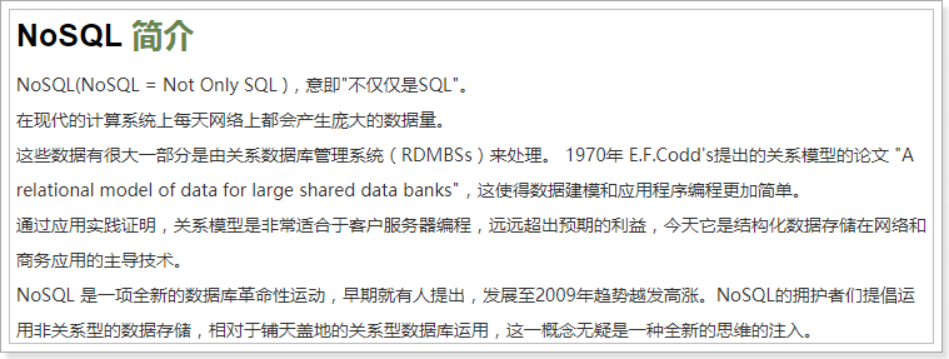 NoSQL 简介
NoSQL(NoSQL = Not Only SQL )，意即"不仅仅是SQL"。
在现代的计算系统上每天网络上都会产生庞大的数据量。
这些数据有很大一部分是由关系数据库管理系统（RDMBSs）来处理。 1970年 E.F.Codd's提出的关系模型的论文 "A
relational model of data for large shared data banks"，这使得数据建模和应用程序编程更加简单。
通过应用实践证明，关系模型是非常适合于客户服务器编程，远远超出预期的利益，今天它是结构化数据存储在网络和
商务应用的主导技术。
NoSQL 是一项全新的数据库革命性运动，早期就有人提出，发展至2009年趋势越发高涨。NoSQL的拥护者们提倡运
用非关系型的数据存储，相对于铺天盖地的关系型数据库运用，这一概念无疑是一种全新的思维的注入。